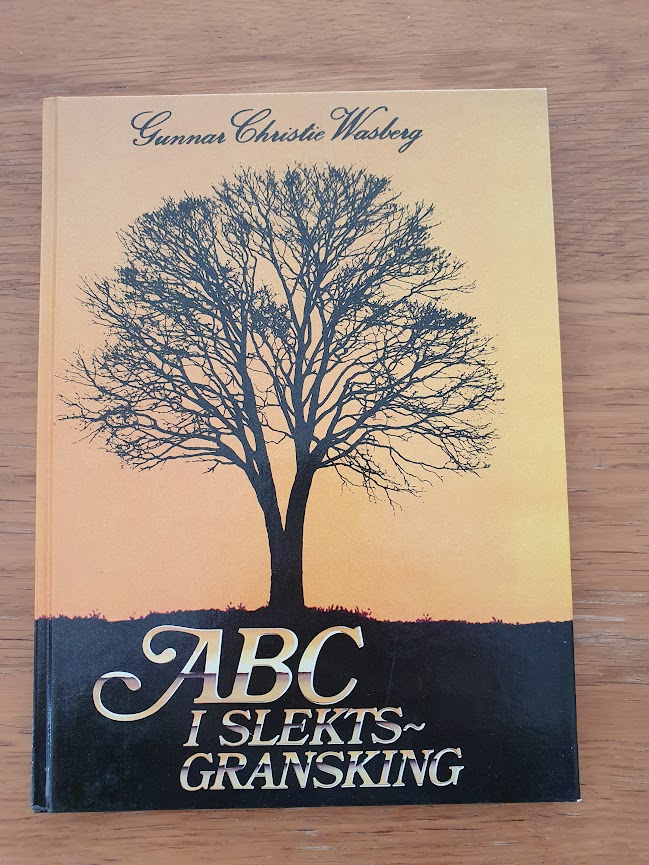 Gunnar Christie Wasberg
ABC
I SLEKTS~
GRANSKING